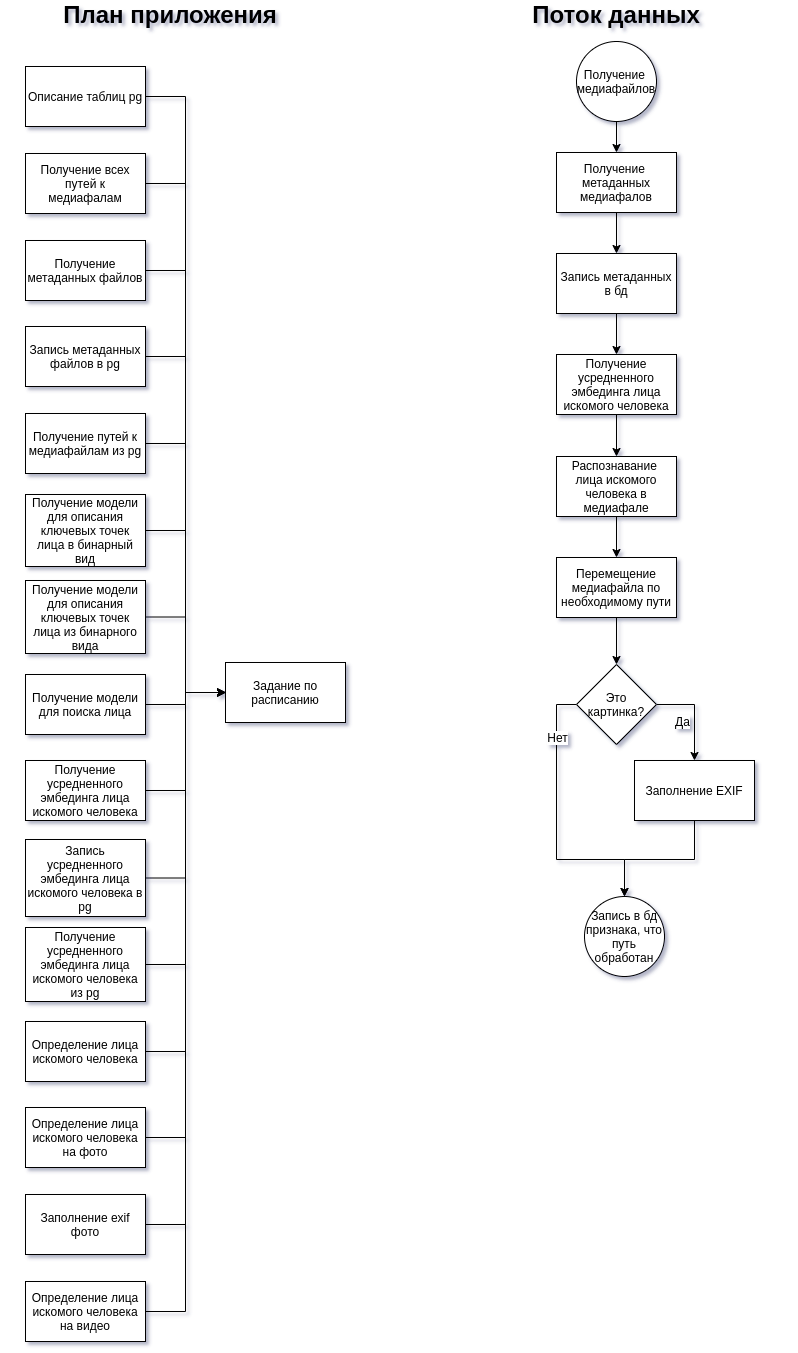 План приложения
Описание таблиц pg
Получение всех
путей к
медиафалам
Получение
метаданных файлов
Запись метаданных
файлов в pg
Получение путей к
медиафайлам из pg
Получение модели
для описания
ключевых точек
лица в бинарный
вид
Получение модели
для описания
ключевых точек
лица из бинарного
вида
Получение модели
для поиска лица
Получение
усредненного
эмбединга лица
искомого человека
Запись
усредненного
эмбединга лица
искомого человека в
pg
Получение
усредненного
эмбединга лица
искомого человека
из pg
Определение лица
искомого человека
Определение лица
искомого человека
на фото
Заполнение exif
фото
Определение лица
искомого человека
на видео
Задание по
расписанию
Поток данных
Получение
медиафайлов
Получение
метаданных
медиафалов
Запись метаданных
в бд
Получение
усредненного
эмбединга лица
искомого человека
Распознавание
лица искомого
человека в
медиафале
Перемещение
медиафайла по
необходимому пути
Это
картинка?
Да
Нет
Заполнение EXIF
Запись в бд
признака, что
путь
обработан